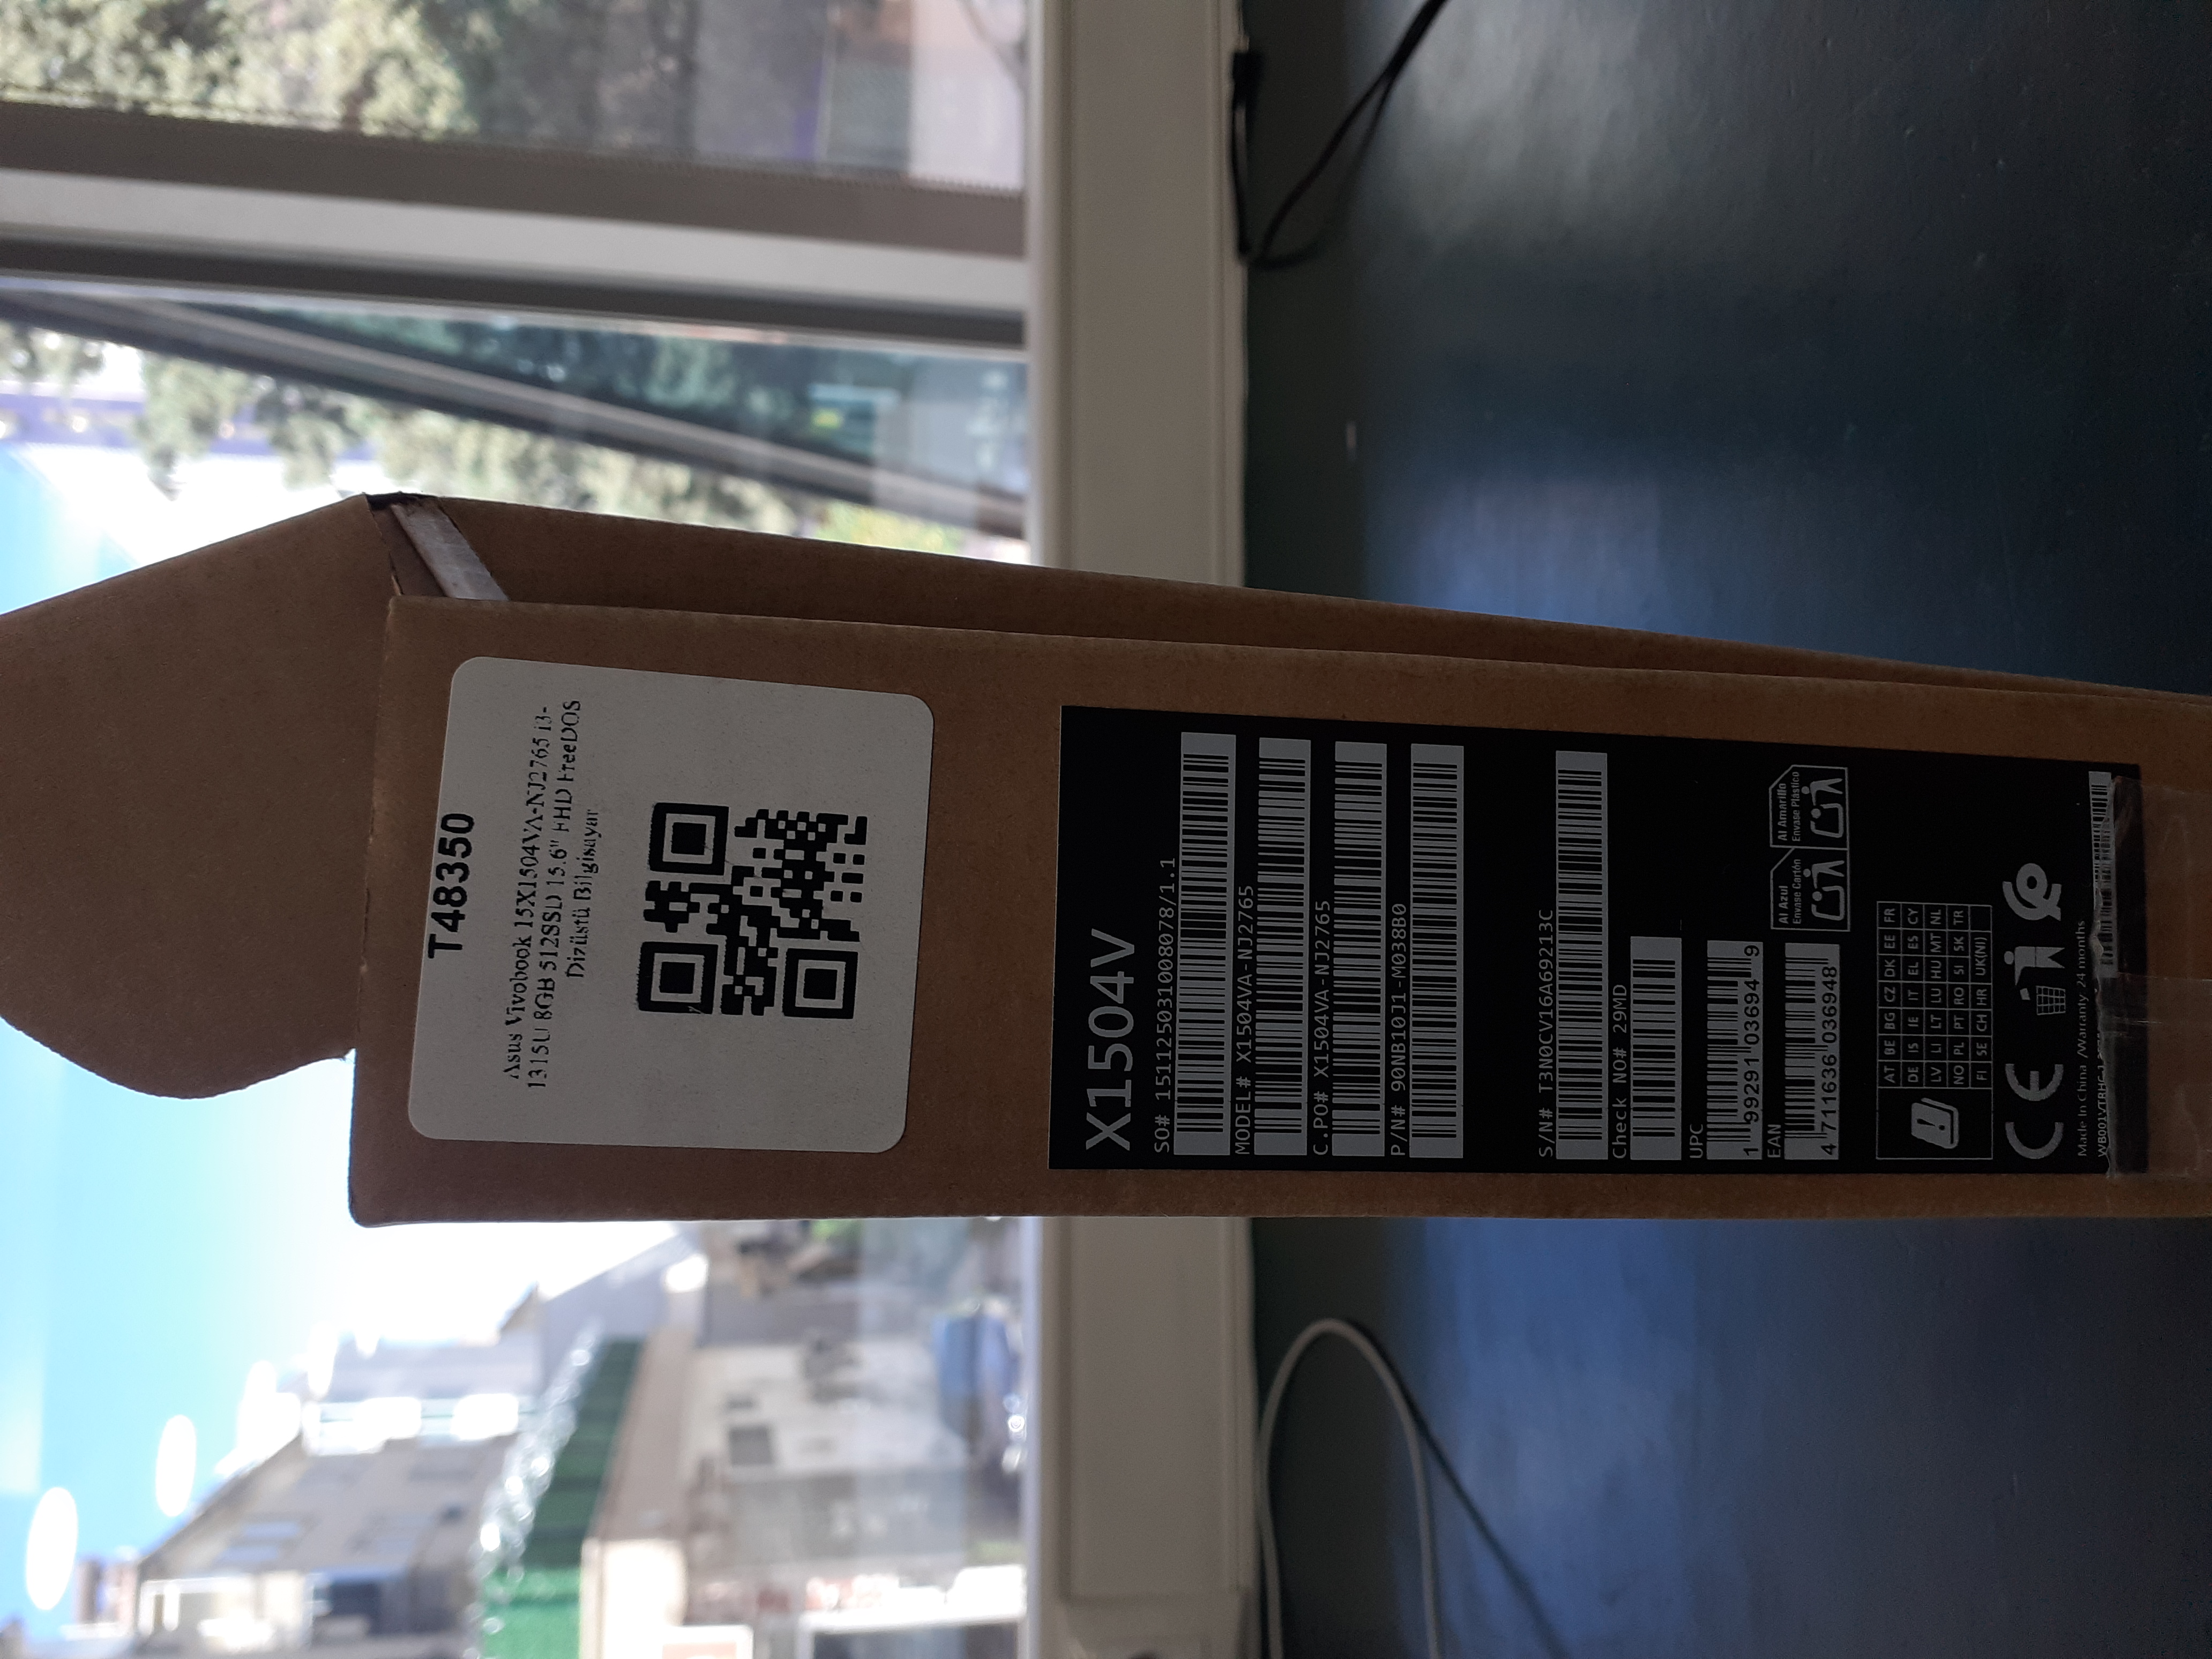 T48350
Asus Vivobook 15X1504VA-NJ2765 i3-
1315U 8GB 512SSD 15.6" FHD FreeDOS
Dizüstü Bilgisayar
X1504V
SO# 1511250310008078/1.1
MODEL# X1504VA-NJ2765
C.PO# X1504VA-NJ2765
P/N# 90NB10J1-M038B0
S/N# T3N0CV16A69213C
Check NO# 29MD
UPC
1 99291 03694 9
EAN
4 711636 036948
Al Azul
Envase Cartón
Al Amarillo
Envase Plástico
AT BE BG CZ DK EE FR
DE IS IE IT EL ES CY
LV LI LT LU HU MT NL
NO PL PT RO SI SK TR
FI SE CH HR UK(NI)
CE
Made In China /Warranty 24 months